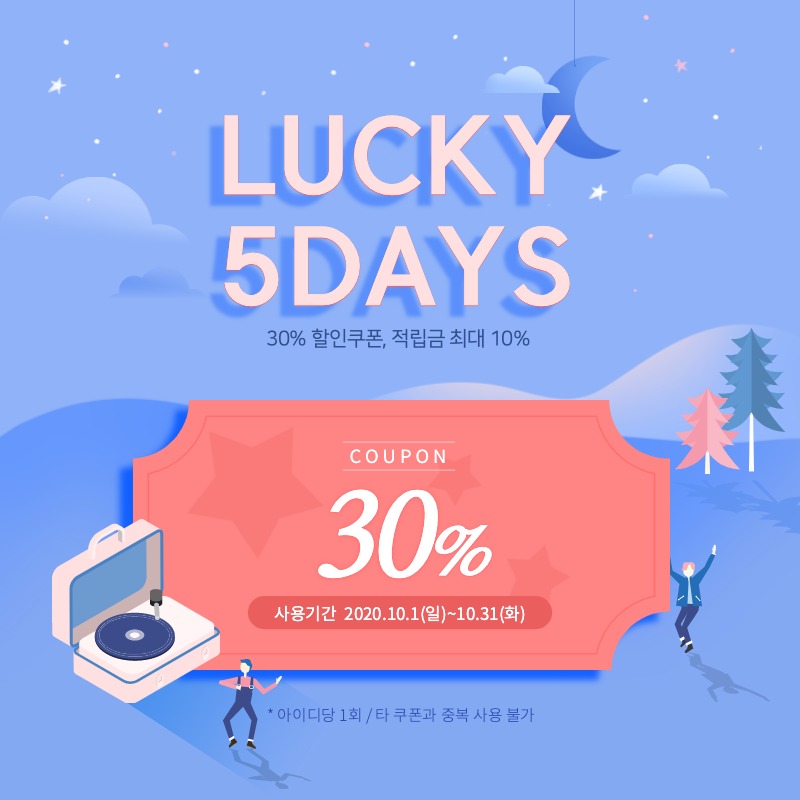 LUCKY
5DAYS
30% 할인쿠폰, 적립금 최대 10%
COUPON
30%
사용기간 2020.10.1(일)~10.31(화)
* 아이디당 1회 / 타 쿠폰과 중복 사용 불가